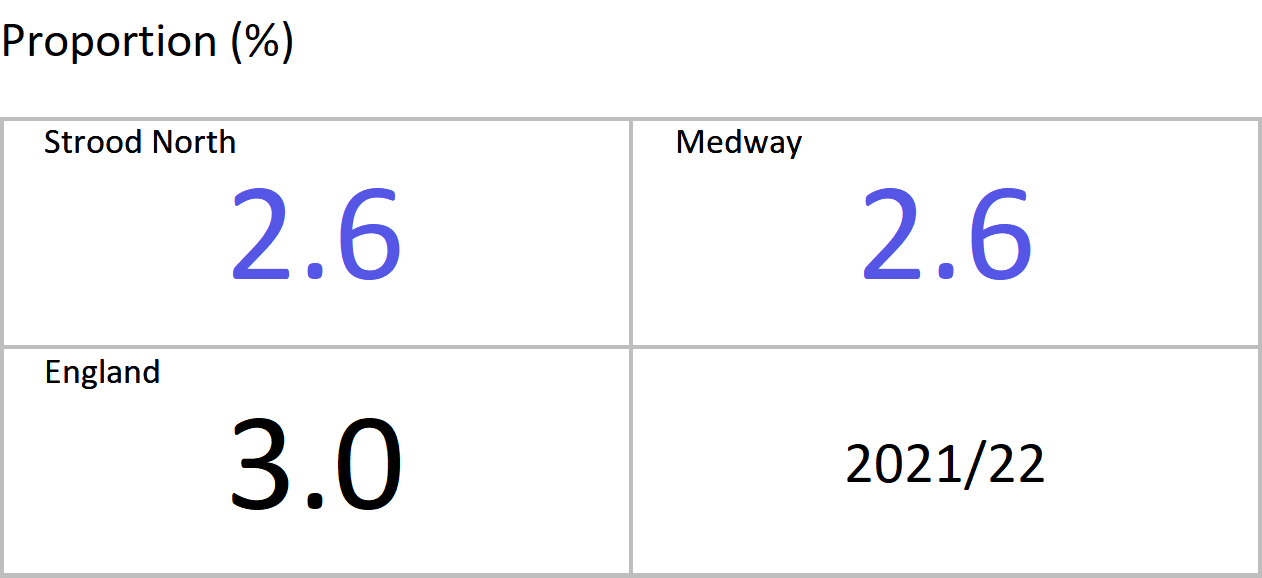 Proportion (%)
Strood North
2.6
Medway
2.6
England
3.0
2021/22